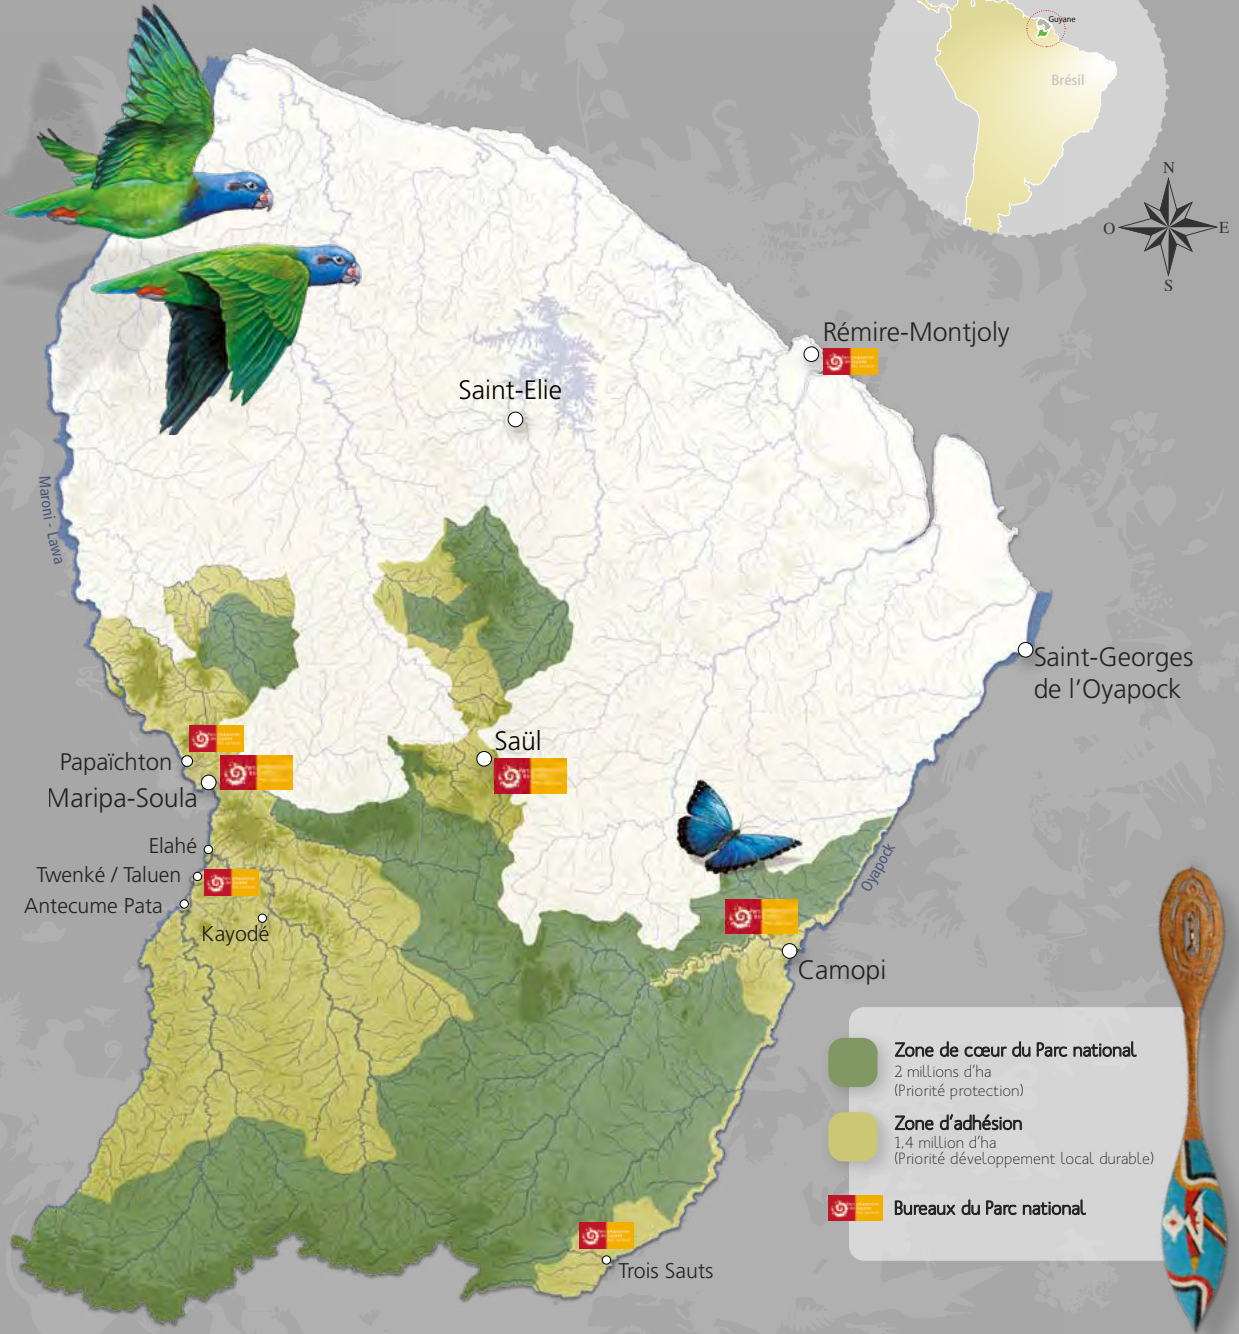 Guyane
Brésil
N
O
E
S
Rémire-Montjoly
Saint-Elie
Maroni - Lawa
Saint-Georges
de l'Oyapock
Saül
Papaïchton
Maripa-Soula
Elahé
Twenké / Taluen
Antecume Pata
Kayodé
Oyapock
Camopi
Zone de cœur du Parc national
2 millions d'ha
(Priorité protection)
Zone d'adhésion
1,4 million d'ha
(Priorité développement local durable)
Bureaux du Parc national
Trois Sauts